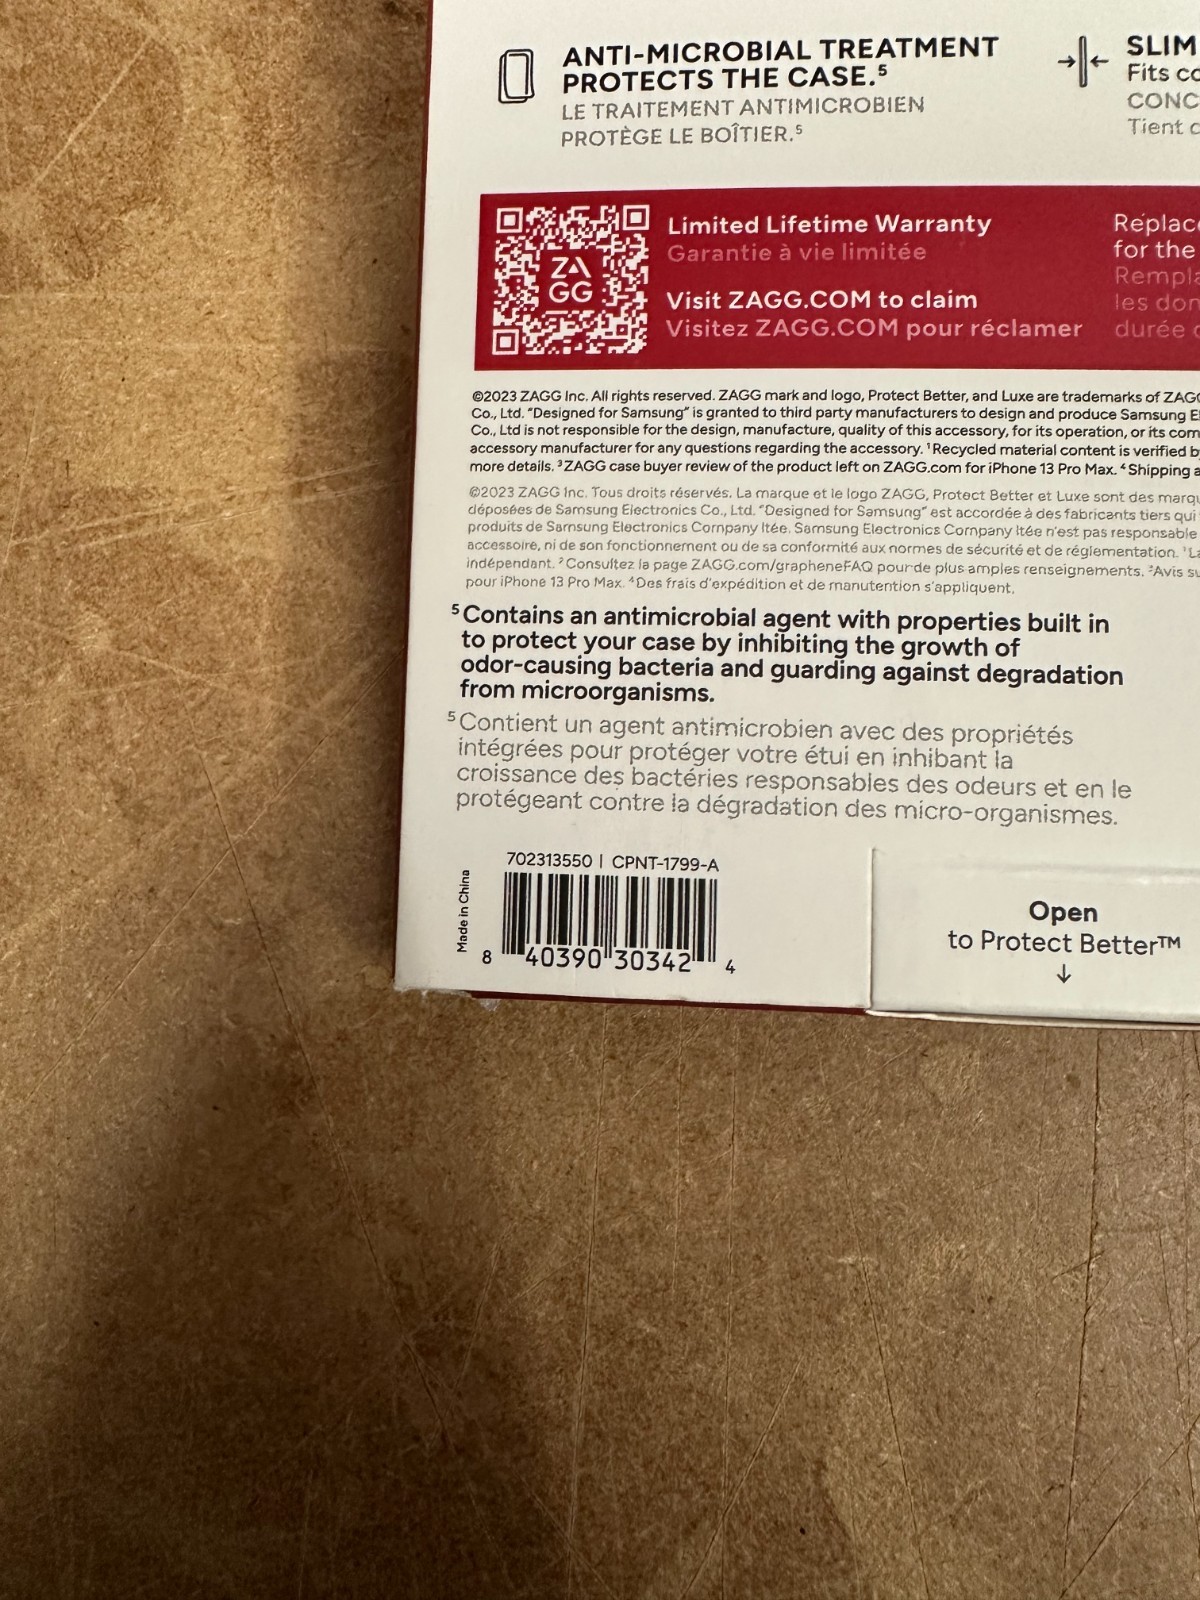 ANTI-MICROBIAL TREATMENT
PROTECTS THE CASE.⁵
LE TRAITEMENT ANTIMICROBIEN
PROTÈGE LE BOÎTIER.⁵
SLIM
Fits
Tient
ZAGG
Limited Lifetime Warranty
Garantie à vie limitée
Visit ZAGG.COM to claim
Visitez ZAGG.COM pour réclamer
for the
les
durée
©2023 ZAGG Inc. All rights reserved. ZAGG mark and logo, Protect Better, and Luxe are trademarks of
Co., Ltd. "Designed for Samsung" is granted to third party manufacturers to design and produce Samsung
Co., Ltd is not responsible for the design, manufacture, quality of this accessory, for its operation, or its
accessory manufacturer for any questions regarding the accessory. ¹Recycled material content is verified
more details. ³ZAGG case buyer review of the product left on ZAGG.com for iPhone 13 Pro Max. ⁴Shipping
©2023 ZAGG Inc. Tous droits réservés. La marque et le logo ZAGG, Protect Better et Luxe sont des
déposées de Samsung Electronics Co., Ltd. "Designed for Samsung" est accordée à des fabricants tiers qui
produits de Samsung Electronics Company ltée. Samsung Electronics Company ltée n'est pas responsable
accessoire, ni de son fonctionnement ou de sa conformité aux normes de sécurité et de réglementation.
indépendant. ²Consultez la page ZAGG.com/grapheneFAQ pour de plus amples renseignements. ³Avis
pour iPhone 13 Pro Max. ⁴Des frais d'expédition et de manutention s'appliquent.
⁵Contains an antimicrobial agent with properties built in
to protect your case by inhibiting the growth of
odor-causing bacteria and guarding against degradation
from microorganisms.
⁵Contient un agent antimicrobien avec des propriétés
intégrées pour protéger votre étui en inhibant la
croissance des bactéries responsables des odeurs et en le
protégeant contre la dégradation des micro-organismes.
702313550 | CPNT-1799-A
Made in China
8 40390 30342 4
Open
to Protect Better™